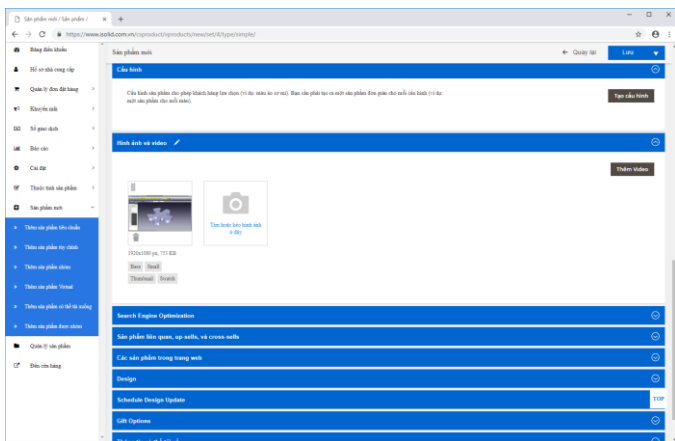 Sản phẩm mới / Sản phẩm /
https://www.isolid.com.vn/csproduct/vproducts/new/set/4/type/simple/
Bảng điều khiển
Hồ sơ nhà cung cấp
Quản lý đơn đặt hàng
Khuyến mãi
Sổ giao dịch
Báo cáo
Cài đặt
Thuộc tính sản phẩm
Sản phẩm mới
Thêm sản phẩm tiêu chuẩn
Thêm sản phẩm tùy chỉnh
Thêm sản phẩm nhóm
Thêm sản phẩm Virtual
Thêm sản phẩm có thể tải xuống
Thêm sản phẩm được nhóm
Quản lý sản phẩm
Đến cửa hàng
Sản phẩm mới
Quay lại
Lưu
Cấu hình
Cấu hình sản phẩm cho phép khách hàng lựa chọn (ví dụ: màu áo sơ mi). Bạn cần phải tạo ra một sản phẩm đơn giản cho mỗi cấu hình (ví dụ:
một sản phẩm cho mỗi màu).
Tạo cấu hình
Hình ảnh và video
Thêm Video
Tìm hoặc kéo hình ảnh
ở đây
1920x1080 px, 755 KB
Base Small
Thumbnail Swatch
Search Engine Optimization
Sản phẩm liên quan, up-sells, và cross-sells
Các sản phẩm trong trang web
Design
Schedule Design Update
TOP
Gift Options